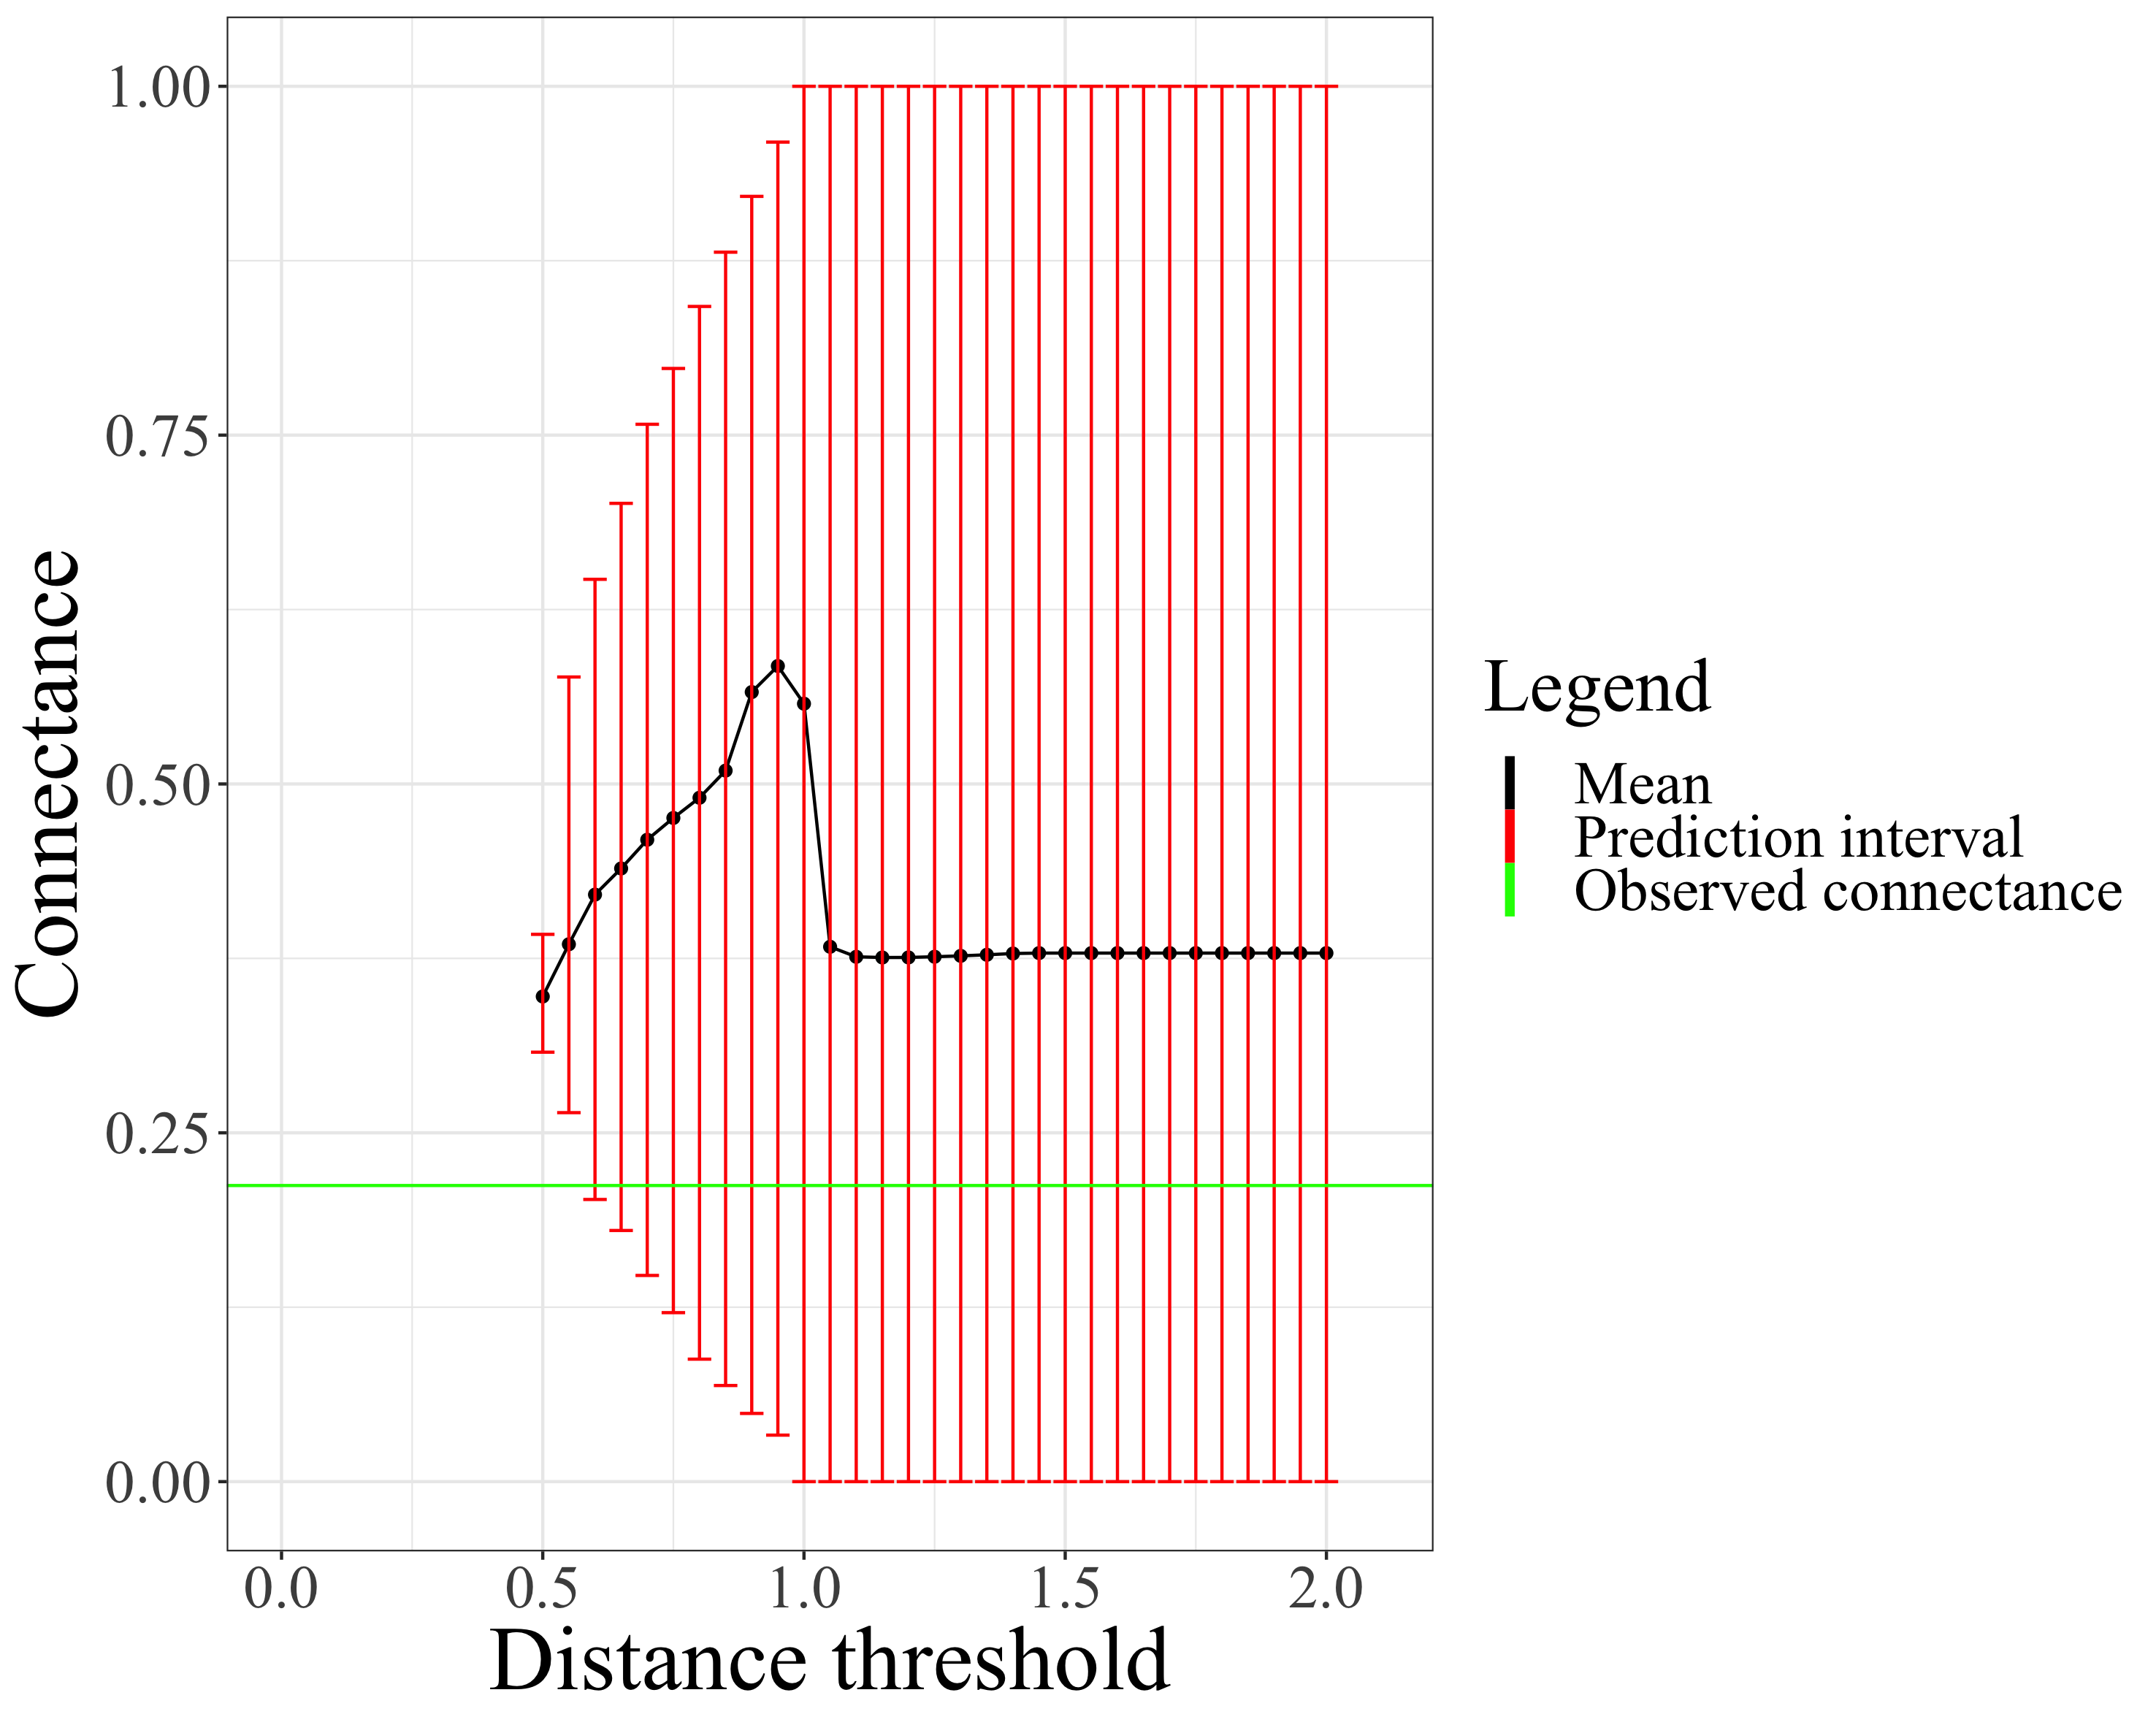 1.00
0.75
0.50
0.25
0.00
Connectance
0.0 0.5 1.0 1.5 2.0
Distance threshold
Legend
Mean
Prediction interval
Observed connectance